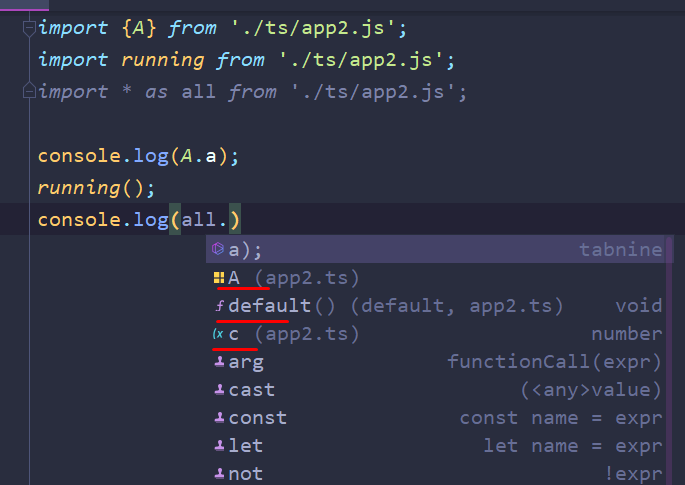 import {A} from './ts/app2.js';
import running from './ts/app2.js';
import * as all from './ts/app2.js';
console.log(A.a);
running();
console.log(all.)
a); tabnine
A (app2.ts)
default() (default, app2.ts) void
c (app2.ts) number
arg functionCall(expr)
cast (<any>value)
const const name = expr
let let name = expr
not !expr